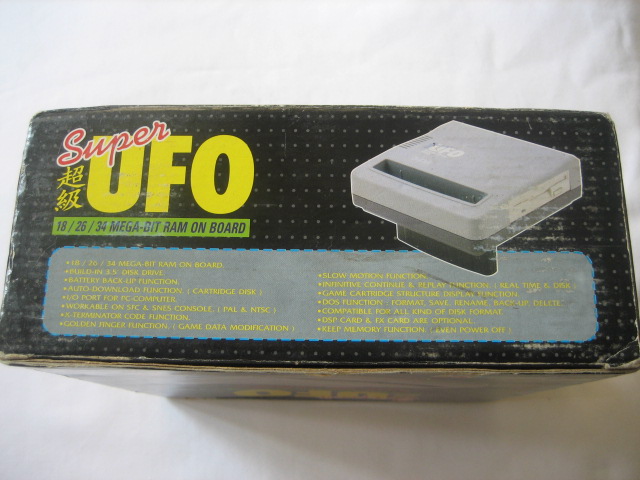 Super
超級
UFO
18 / 26 / 34 MEGA-BIT RAM ON BOARD
UFO
•18 / 26 / 34 MEGA-BIT RAM ON BOARD.
•BUILD-IN 3.5. DISK DRIVE.
•BATTERY BACK-UP FUNCTION.
•AUTO-DOWNLOAD FUNCTION. ( CARTRIDGE DISK )
•I/O PORT FOR PC-COMPUTER.
•WORKABLE ON SFC & SNES CONSOLE. ( PAL & NTSC )
•X-TERMINATOR CODE FUNCTION.
•GOLDEN FINGER FUNCTION. ( GAME DATA MODIFICATION )
•SLOW-MOTION FUNCTION.
•INFINITIVE CONTINUE & REPLAY FUNCTION. ( REAL TIME & DISK )
•GAME CARTRIDGE STRUCTURE DISPLAY FUNCTION
•DOS FUNCTION : FORMAT, SAVE, RENAME, BACK-UP, DELETE.
•COMPATIBLE FOR ALL KIND OF DISK FORMAT.
•DSP CARD & FX CARD ARE OPTIONAL.
•KEEP MEMORY FUNCTION. ( EVEN POWER OFF )